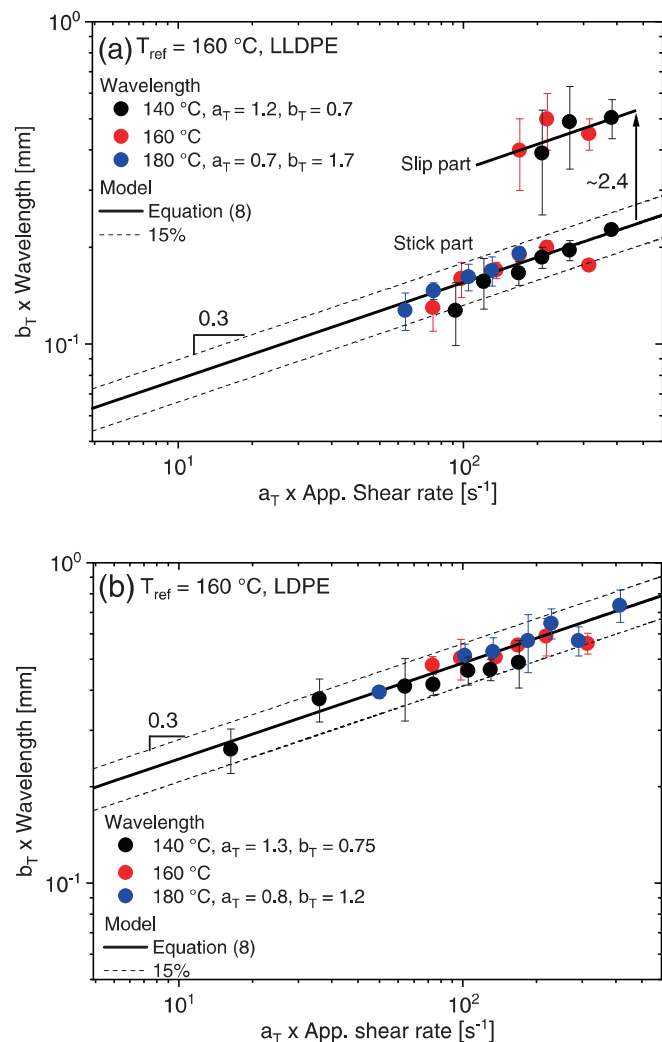 10⁰
(a) T_ref = 160 °C, LLDPE
Wavelength
140 °C, a_T = 1.2, b_T = 0.7
160 °C
180 °C, a_T = 0.7, b_T = 1.7
Model
Equation (8)
15%
Slip part
~2.4
Stick part
0.3
b_T x Wavelength [mm]
10⁻¹
10¹
10²
a_T x App. Shear rate [s⁻¹]
10⁰
(b) T_ref = 160 °C, LDPE
0.3
b_T x Wavelength [mm]
Wavelength
140 °C, a_T = 1.3, b_T = 0.75
160 °C
180 °C, a_T = 0.8, b_T = 1.2
Model
Equation (8)
15%
10⁻¹
10¹
10²
a_T x App. shear rate [s⁻¹]